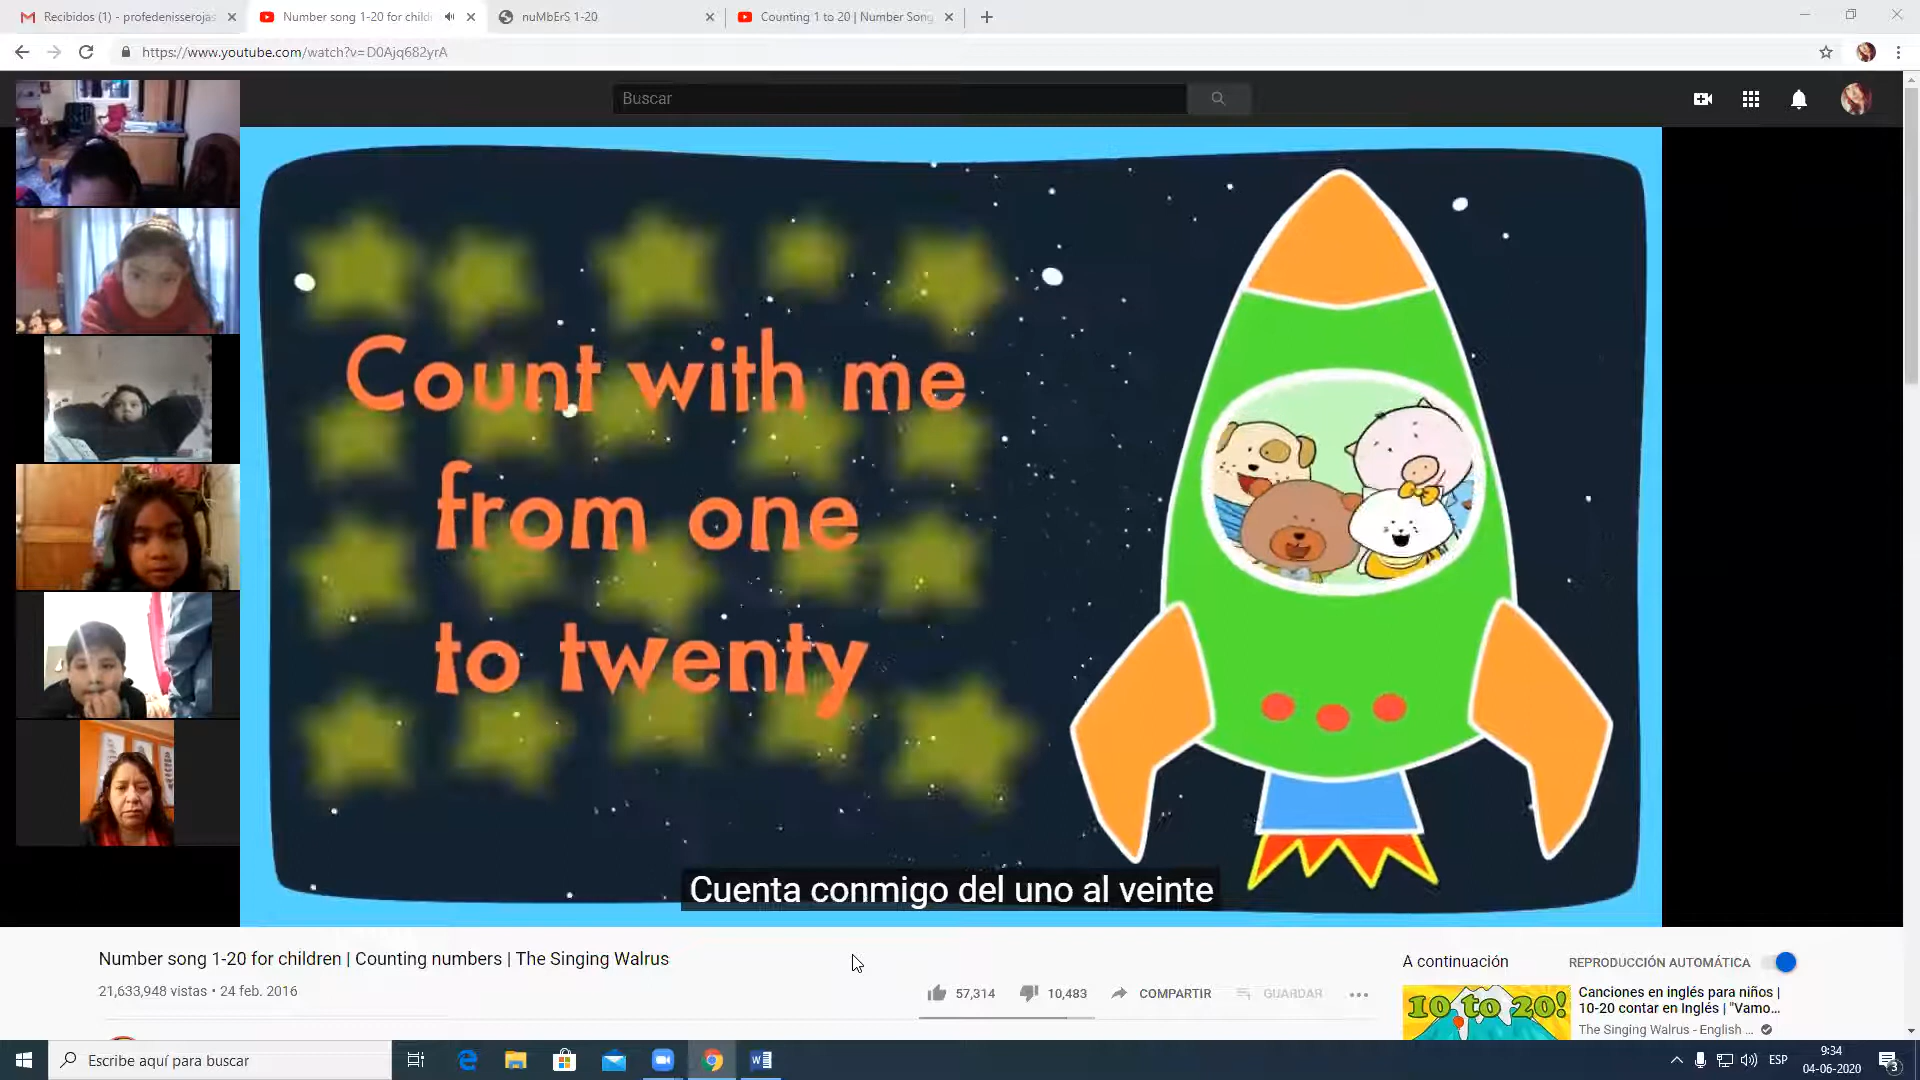 Recibidos (1) - profedenisserojas
Number song 1-20 for childr
nuMbErS 1-20
Counting 1 to 20 | Number Song
https://www.youtube.com/watch?v=D0Ajq682yrA
Buscar
Count with me
from one
to twenty
Cuenta conmigo del uno al veinte
Number song 1-20 for children | Counting numbers | The Singing Walrus
21,633,948 vistas • 24 feb. 2016
57,314
10,483
COMPARTIR
GUARDAR
A continuación
REPRODUCCIÓN AUTOMÁTICA
10 to 20!
Canciones en inglés para niños |
10-20 contar en Inglés | "Vamo...
The Singing Walrus - English ...
Escribe aquí para buscar
ESP
9:34
04-06-2020
3